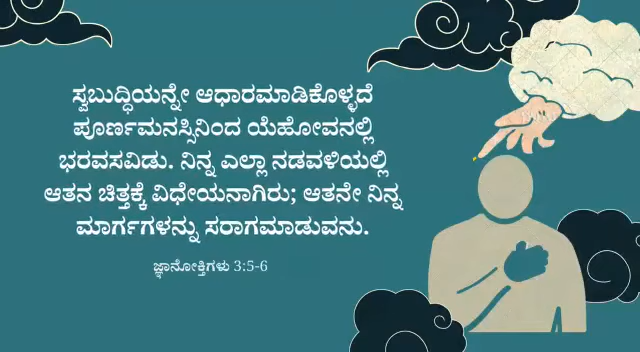 ಸ್ವಬುದ್ಧಿಯನ್ನೇ ಆಧಾರಮಾಡಿಕೊಳ್ಳದೆ
ಪೂರ್ಣಮನಸ್ಸಿನಿಂದ ಯೆಹೋವನಲ್ಲಿ
ಭರವಸವಿಡು. ನಿನ್ನ ಎಲ್ಲಾ ನಡವಳಿಯಲ್ಲಿ
ಆತನ ಚಿತ್ತಕ್ಕೆ ವಿಧೇಯನಾಗಿರು; ಆತನೇ ನಿನ್ನ
ಮಾರ್ಗಗಳನ್ನು ಸರಾಗಮಾಡುವನು.
ಜ್ಞಾನೋಕ್ತಿಗಳು 3:5-6